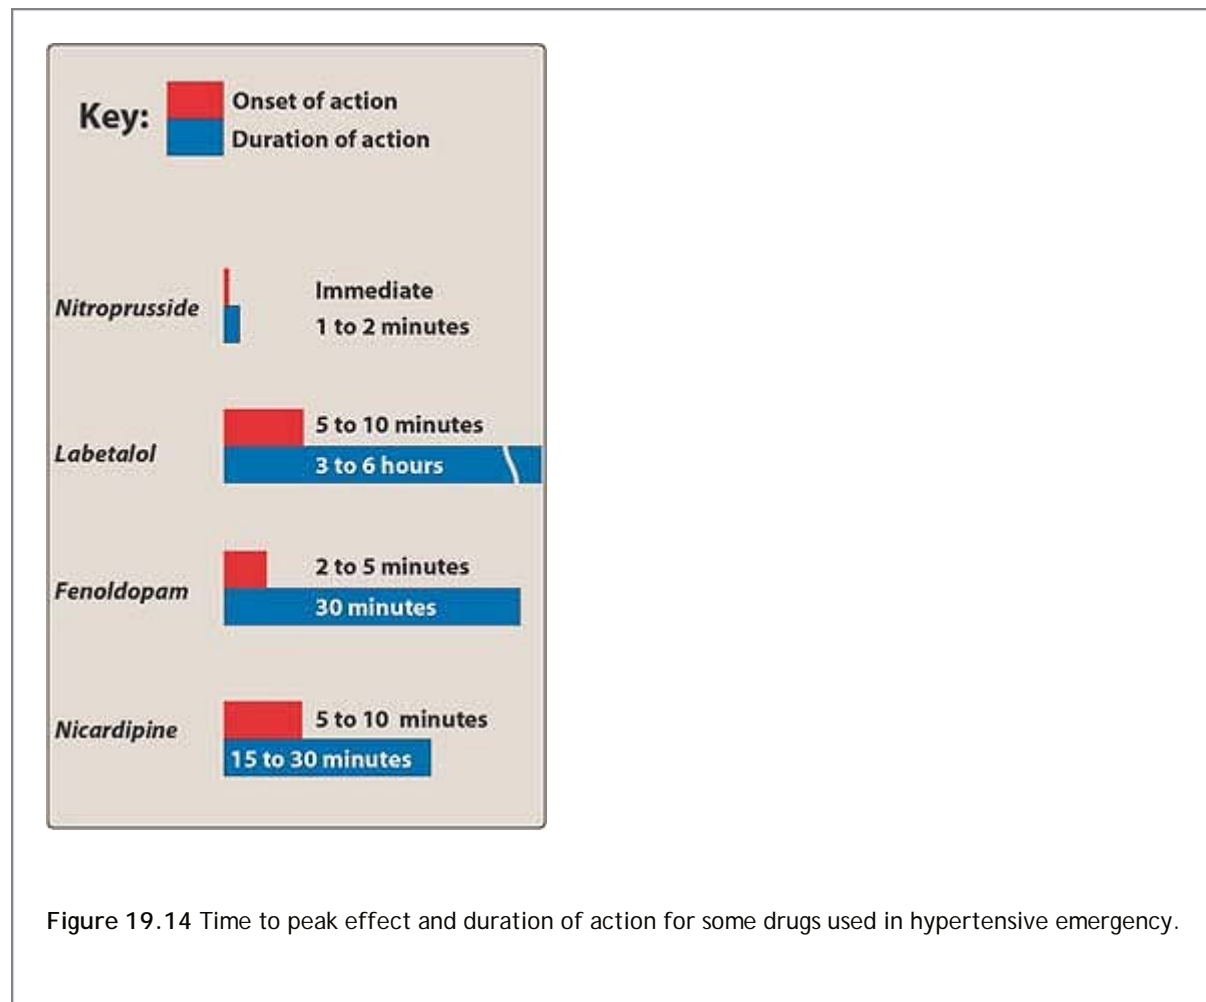 Key:
Onset of action
Duration of action
Nitroprusside
Immediate
1 to 2 minutes
Labetalol
5 to 10 minutes
3 to 6 hours
Fenoldopam
2 to 5 minutes
30 minutes
Nicardipine
5 to 10 minutes
15 to 30 minutes
Figure 19.14 Time to peak effect and duration of action for some drugs used in hypertensive emergency.